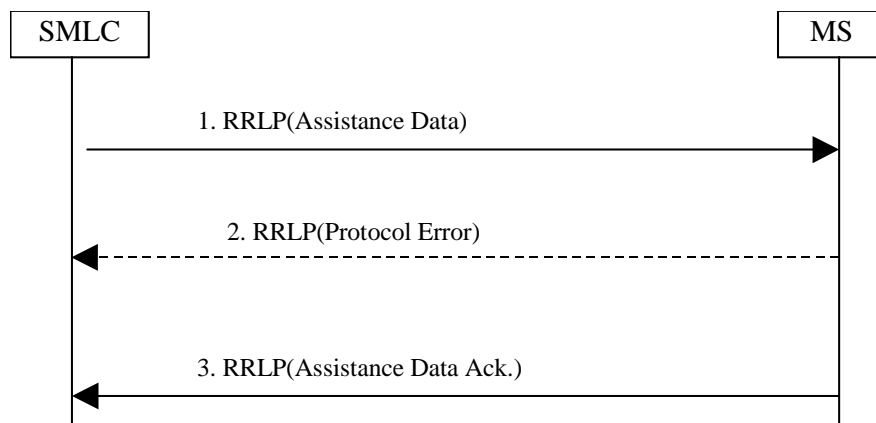 SMLC
MS
1. RRLP(Assistance Data)
2. RRLP(Protocol Error)
3. RRLP(Assistance Data Ack.)